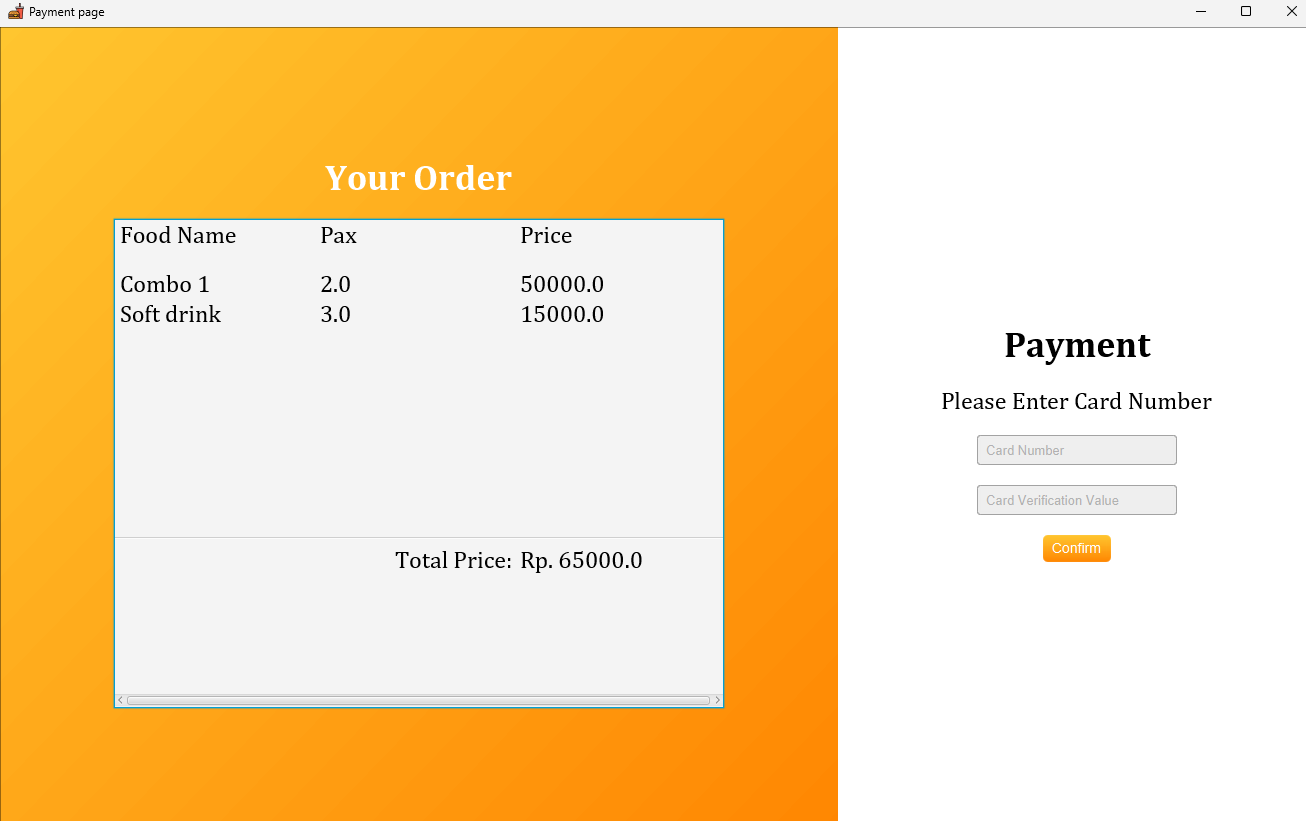 Payment page
Your Order
Food Name Pax Price
Combo 1 2.0 50000.0
Soft drink 3.0 15000.0
Total Price: Rp. 65000.0
Payment
Please Enter Card Number
Card Number
Card Verification Value
Confirm